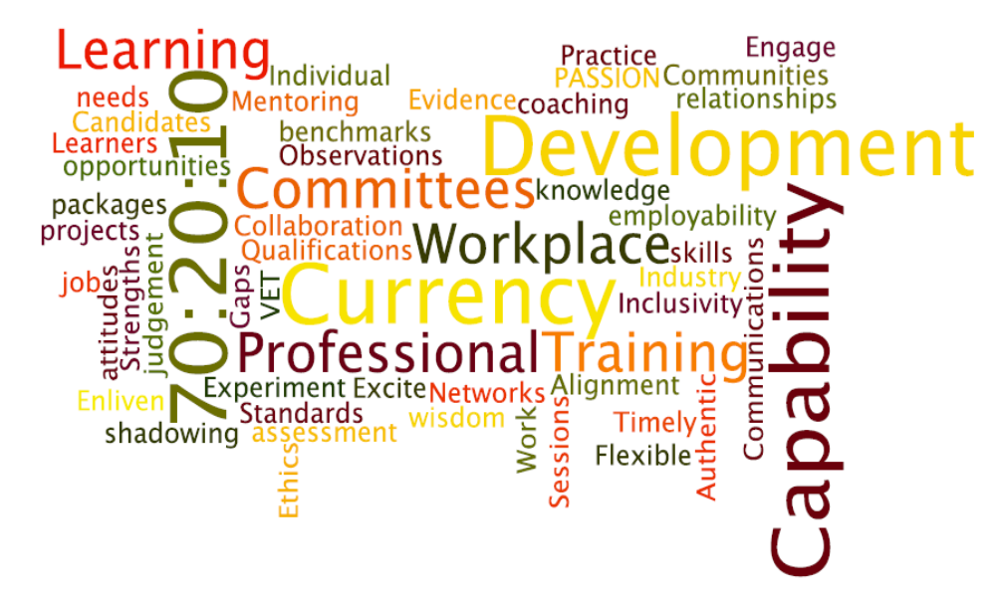 Learning
Individual
Practice
Engage
PASSION
Communities
needs
Mentoring
Evidence
coaching
relationships
Candidates
benchmarks
Development
Learners
Observations
opportunities
70:20:10
Committees
knowledge
packages
employability
projects
Collaboration
Qualifications
Workplace
skills
job
attitudes
Strengths
judgement
Gaps
VET
Currency
Industry
Inclusivity
Communications
Capability
Professional
Training
Experiment
Excite
Networks
Alignment
Enliven
Standards
wisdom
Work
Sessions
Timely
Authentic
shadowing
assessment
Flexible
Ethics